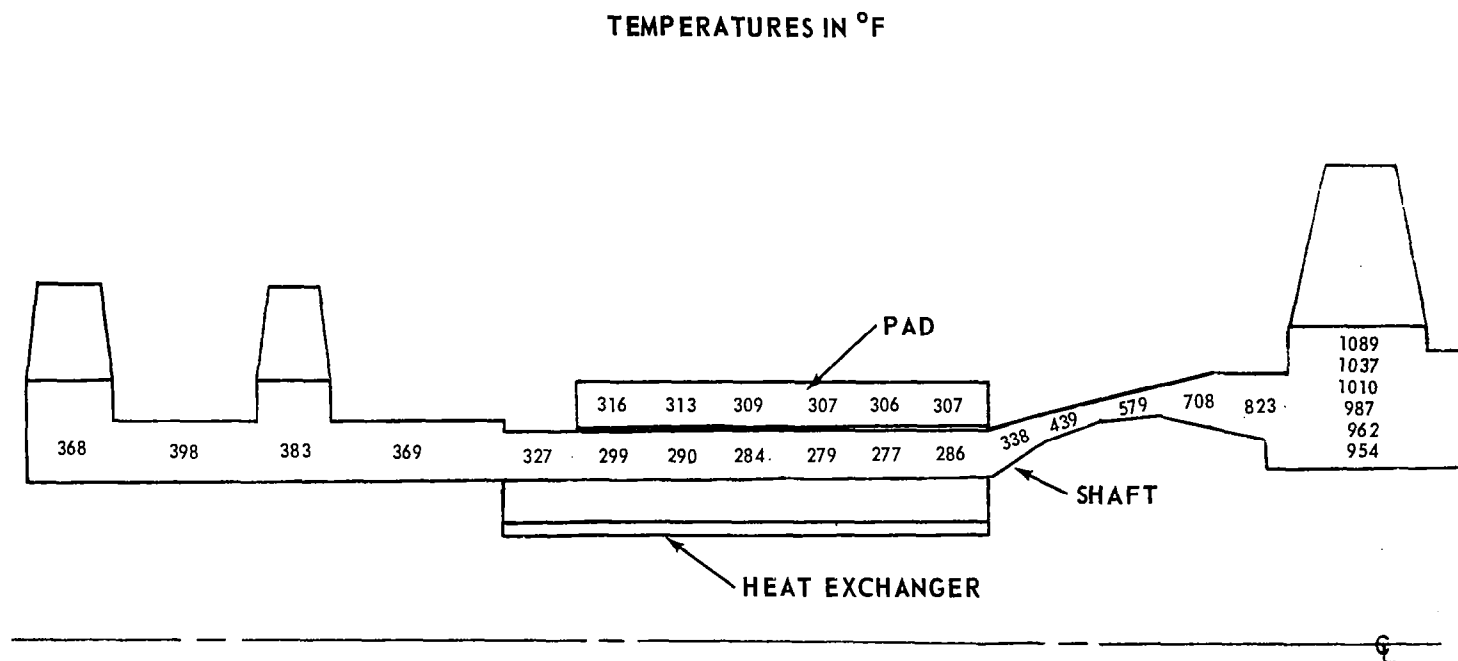 TEMPERATURES IN °F
PAD
316 313 309 307 306 307
368 398 383 369 327 299 290 284 279 277 286 338 439 579 708 823
1089
1037
1010
987
962
954
SHAFT
HEAT EXCHANGER
℄